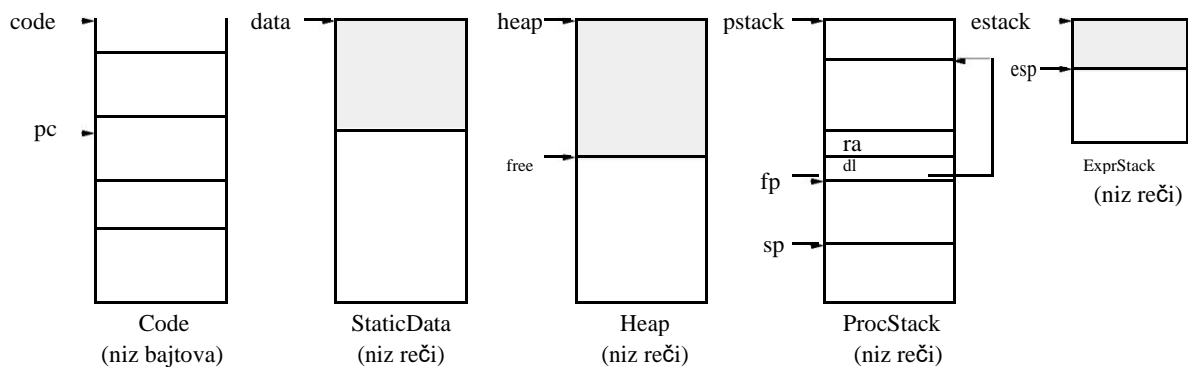 code
data
heap
pstack
estack
esp
pc
ra
free
dl
fp
ExprStack
(niz reči)
sp
Code
StaticData
Heap
ProcStack
(niz bajtova)
(niz reči)
(niz reči)
(niz reči)